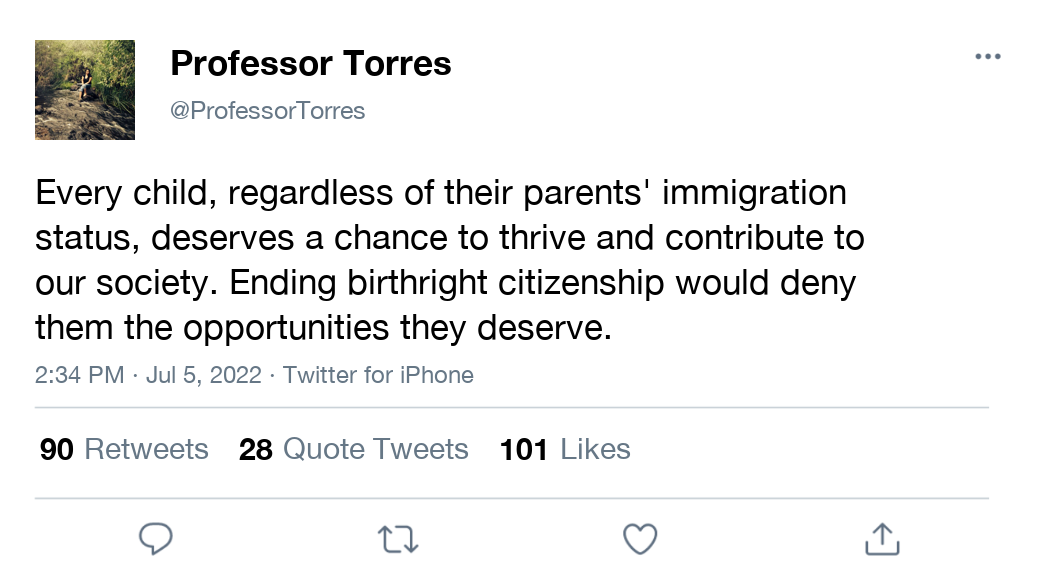 Professor Torres
@ProfessorTorres
Every child, regardless of their parents' immigration
status, deserves a chance to thrive and contribute to
our society. Ending birthright citizenship would deny
them the opportunities they deserve.
2:34 PM · Jul 5, 2022 · Twitter for iPhone
90 Retweets 28 Quote Tweets 101 Likes